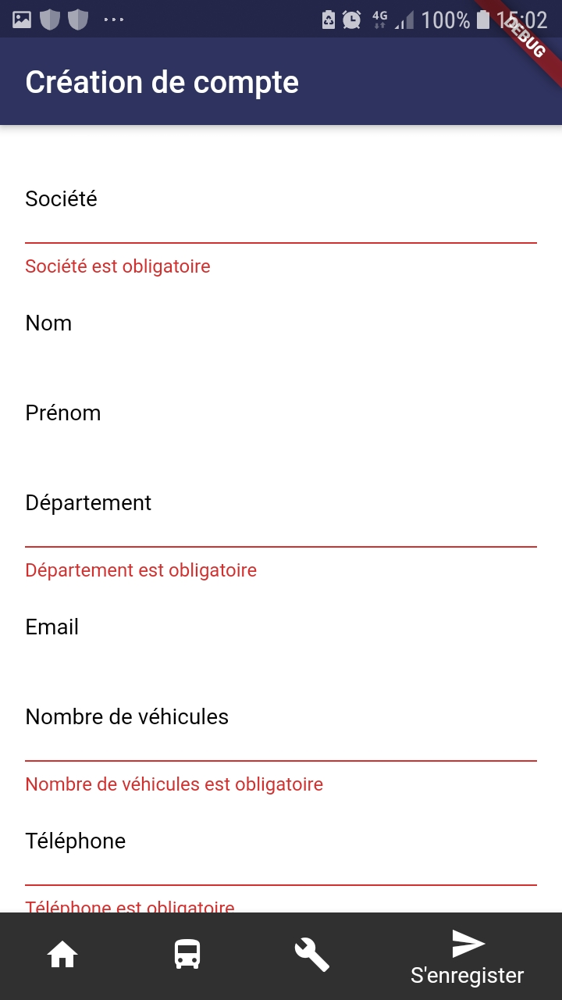 4G 100% 15:02
DEBUG
Création de compte
Société
Société est obligatoire
Nom
Prénom
Département
Département est obligatoire
Email
Nombre de véhicules
Nombre de véhicules est obligatoire
Téléphone
Téléphone est obligatoire
S'enregister